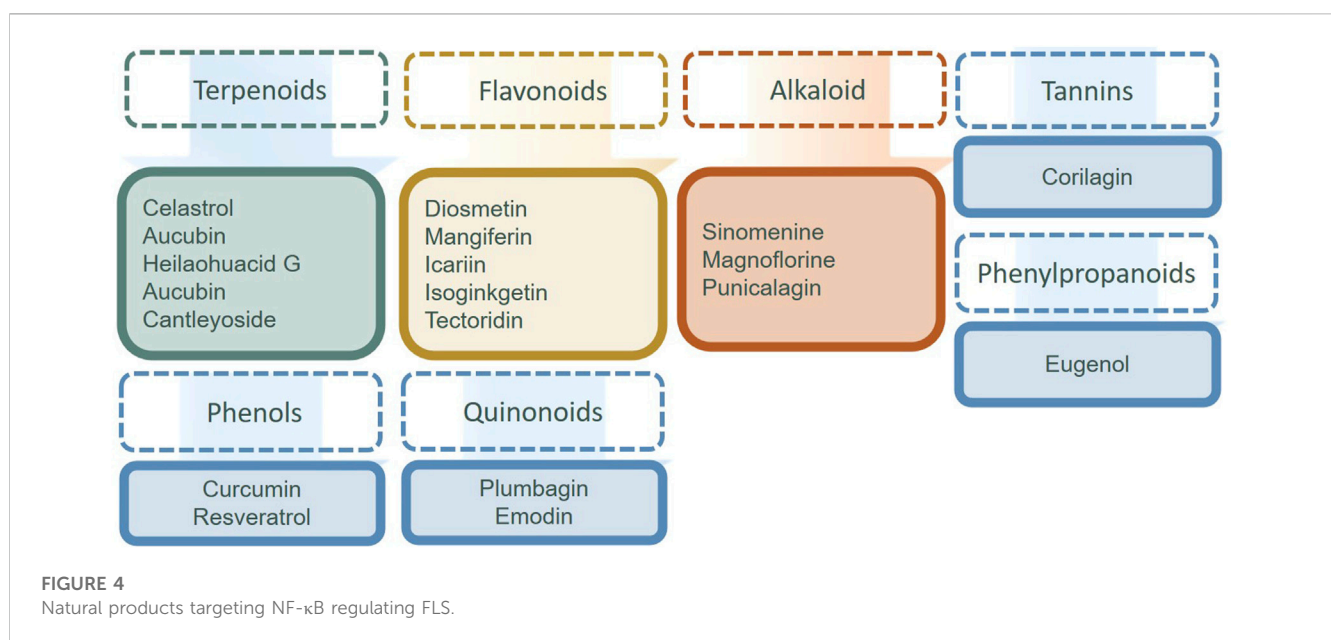 Terpenoids
Celastrol
Aucubin
Heilaohuacid G
Aucubin
Cantleyoside
Flavonoids
Diosmetin
Mangiferin
Icariin
Isoginkgetin
Tectoridin
Alkaloid
Sinomenine
Magnoflorine
Punicalagin
Tannins
Corilagin
Phenylpropanoids
Eugenol
Phenols
Curcumin
Resveratrol
Quinonoids
Plumbagin
Emodin
FIGURE 4
Natural products targeting NF-κB regulating FLS.